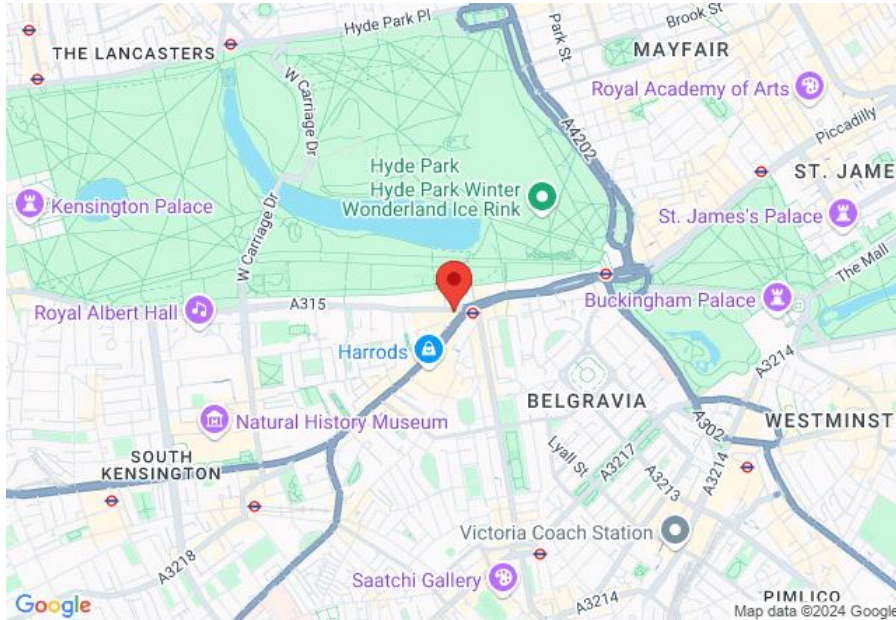 Hyde Park Pl
Park St
Brook St
THE LANCASTERS
MAYFAIR
Royal Academy of Arts
W Carriage Dr
A4202
Piccadilly
Hyde Park
Hyde Park Winter
Wonderland Ice Rink
ST. JAME
Kensington Palace
St. James's Palace
W Carriage Dr
The Mall
A315
Royal Albert Hall
Buckingham Palace
Harrods
A3214
BELGRAVIA
Natural History Museum
A302
WESTMINST
Lyall St
A3217
SOUTH
KENSINGTON
A3213
A3214
Victoria Coach Station
A3218
Saatchi Gallery
A3214
PIMLICO
Google
Map data ©2024 Google